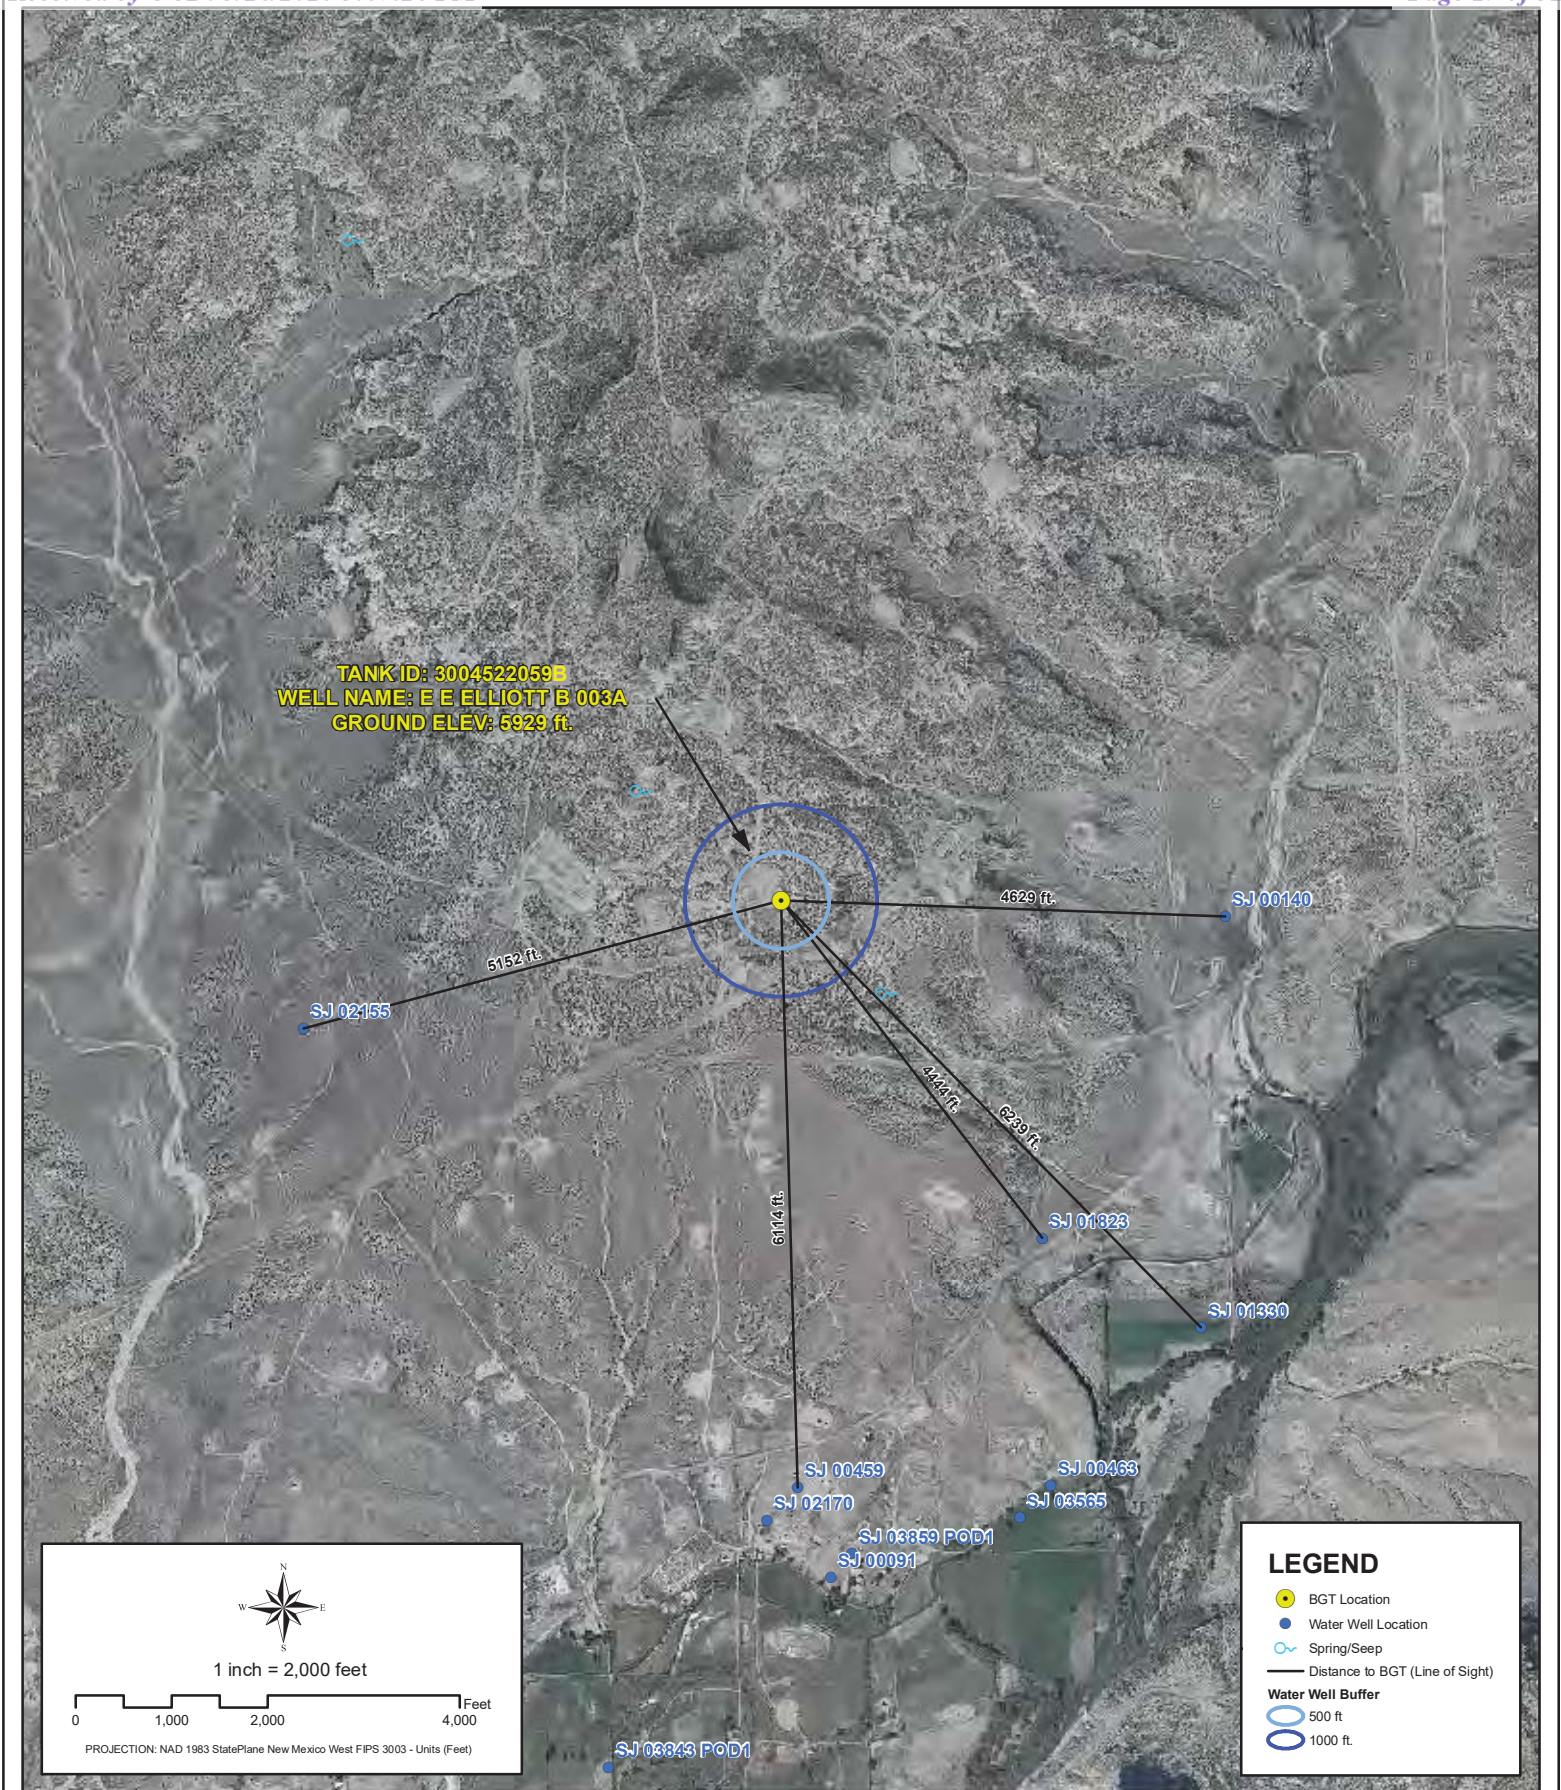 TANK ID: 3004522059B
WELL NAME: E E ELLIOTT B 003A
GROUND ELEV: 5929 ft.
4629 ft.
SJ 00140
5152 ft.
SJ 02155
4444 ft.
6239 ft.
6114 ft.
SJ 01823
SJ 01330
SJ 00459
SJ 00463
SJ 02170
SJ 03565
SJ 03859 POD1
SJ 00091
SJ 03843 POD1
N
W
E
S
1 inch = 2,000 feet
Feet
0
1,000
2,000
4,000
PROJECTION: NAD 1983 StatePlane New Mexico West FIPS 3003 - Units (Feet)
LEGEND
BGT Location
Water Well Location
Spring/Seep
Distance to BGT (Line of Sight)
Water Well Buffer
500 ft
1000 ft.